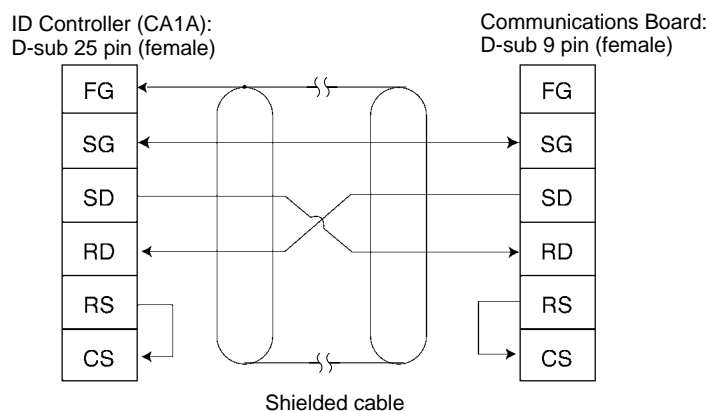 ID Controller (CA1A):
D-sub 25 pin (female)
Communications Board:
D-sub 9 pin (female)
FG
SG
SD
RD
RS
CS
FG
SG
SD
RD
RS
CS
Shielded cable